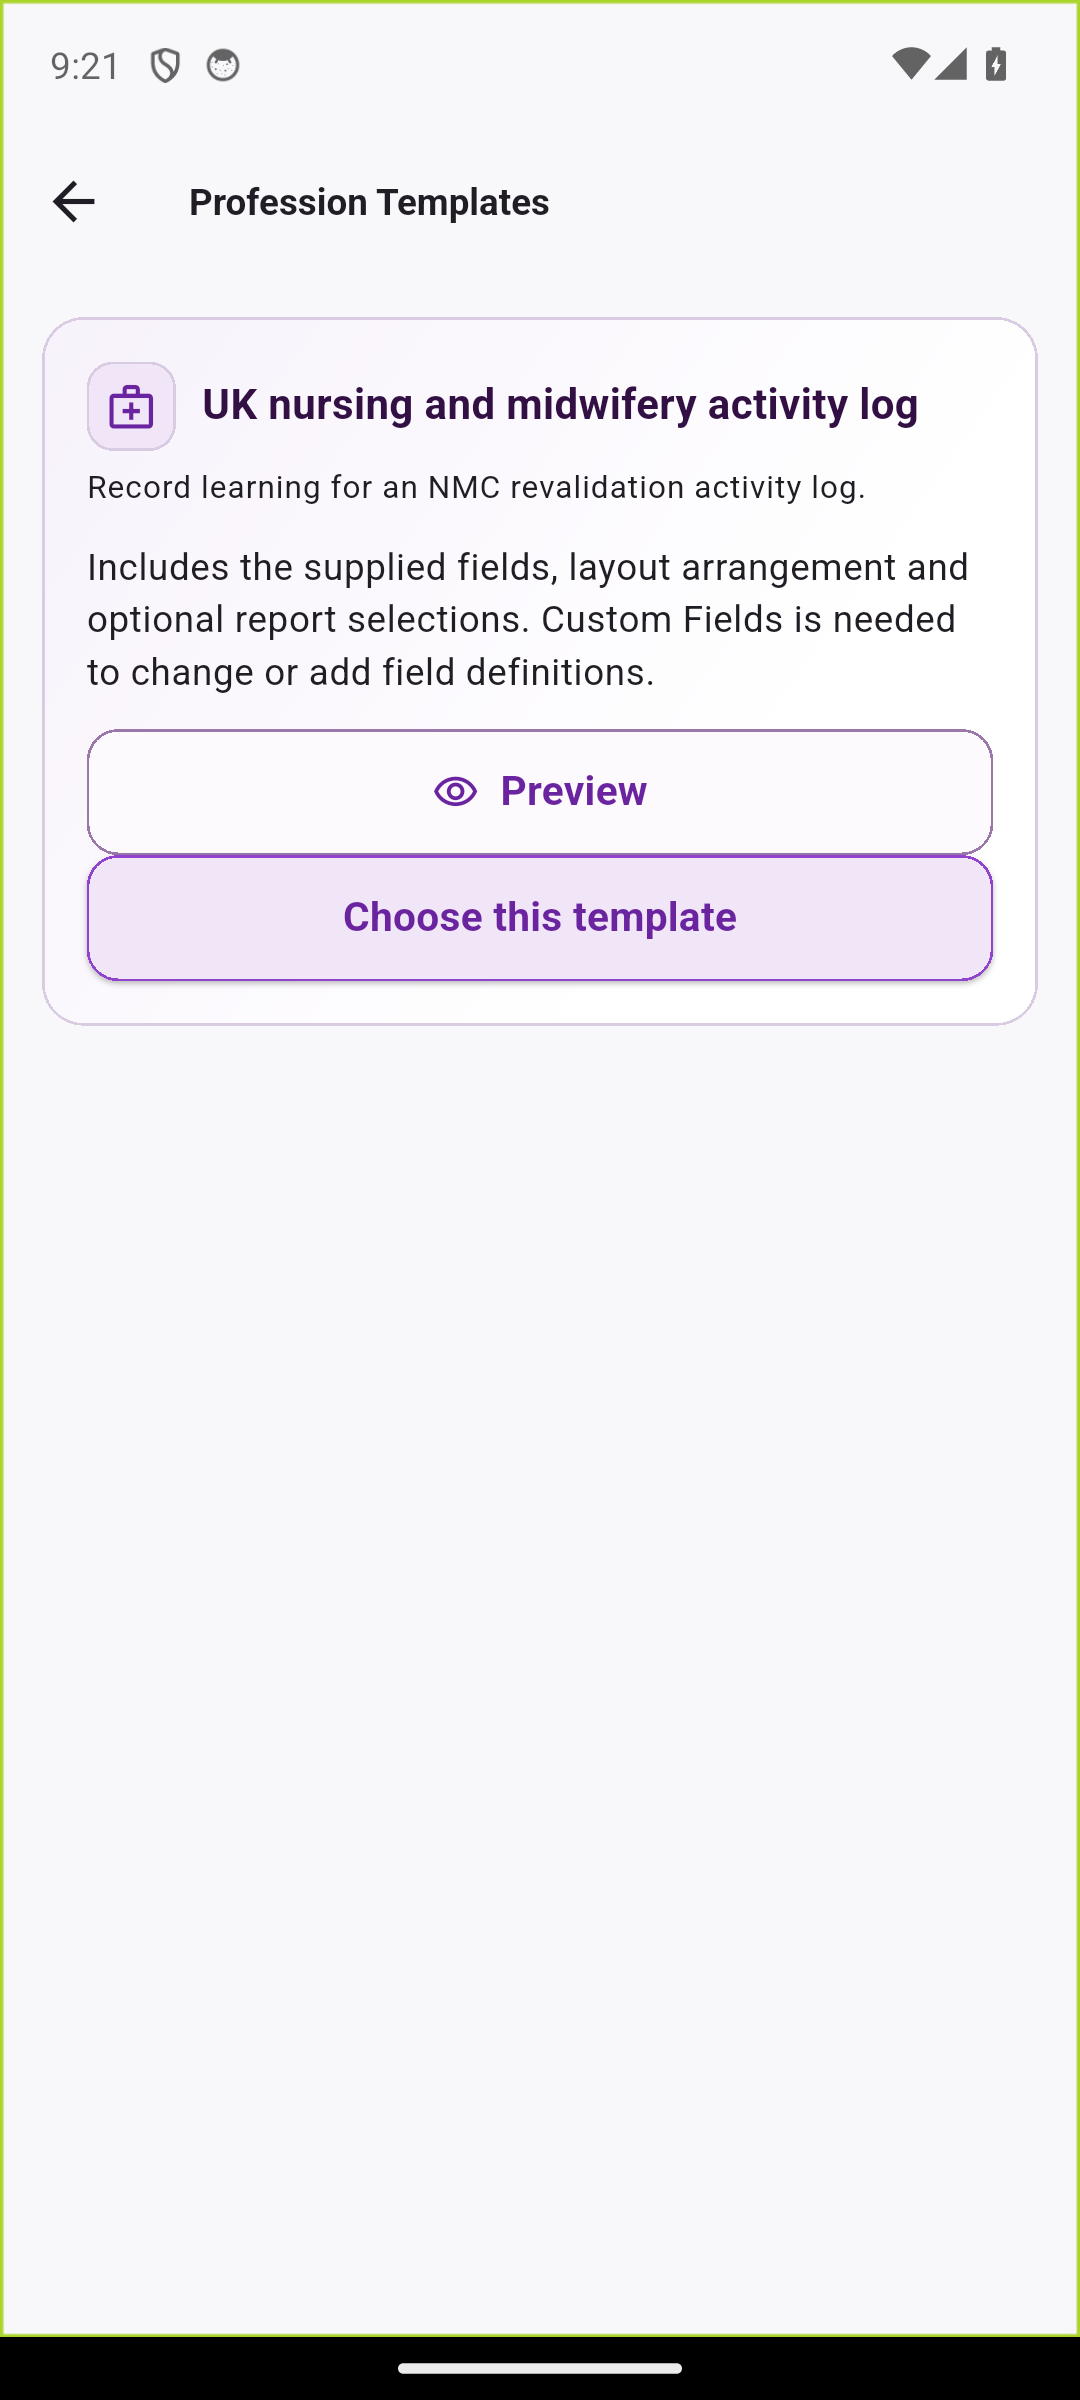 9:21
Profession Templates
UK nursing and midwifery activity log
Record learning for an NMC revalidation activity log.
Includes the supplied fields, layout arrangement and
optional report selections. Custom Fields is needed
to change or add field definitions.
Preview
Choose this template